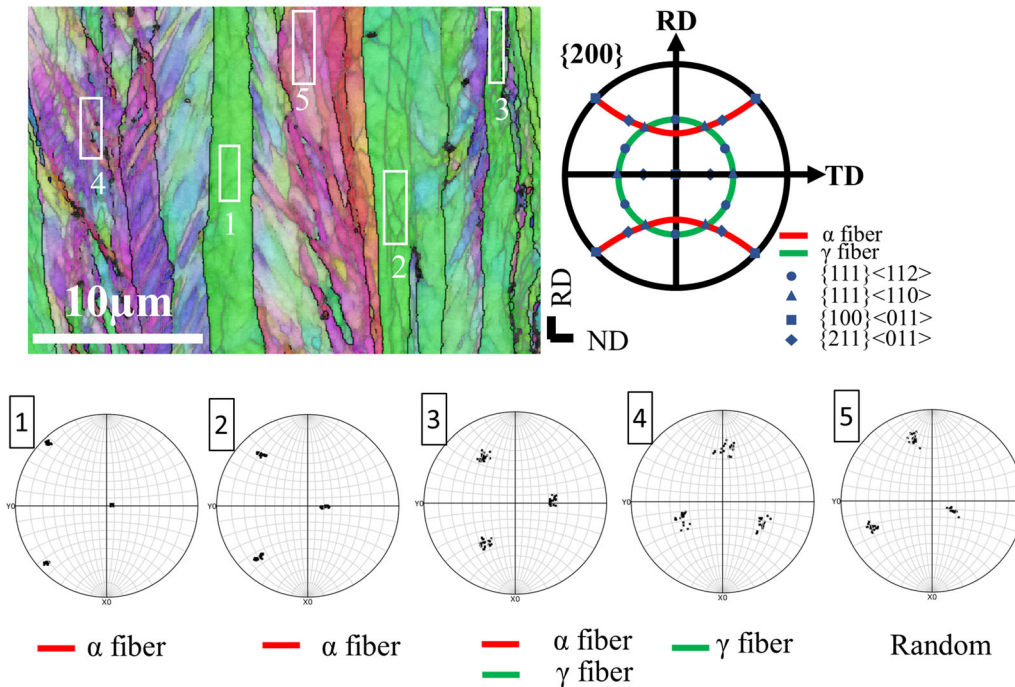 RD
{200}
5
3
4
1
TD
2
α fiber
γ fiber
{111}<112>
{111}<110>
{100}<011>
{211}<011>
10μm
RD
ND
1
2
3
4
5
Y0
Y0
Y0
Y0
Y0
X0
X0
X0
X0
X0
α fiber
α fiber
α fiber
γ fiber
γ fiber
Random